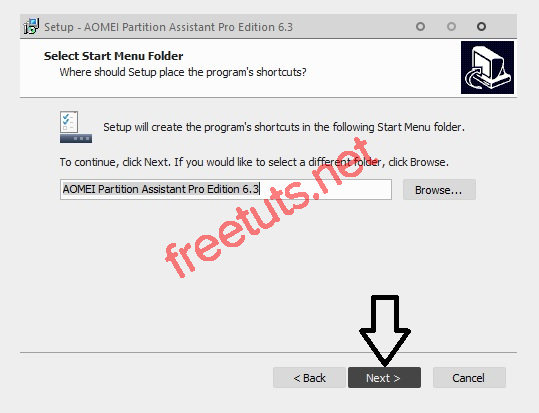 Setup - AOMEI Partition Assistant Pro Edition 6.3
Select Start Menu Folder
Where should Setup place the program's shortcuts?
Setup will create the program's shortcuts in the following Start Menu folder.
To continue, click Next. If you would like to select a different folder, click Browse.
AOMEI Partition Assistant Pro Edition 6.3
Browse...
freetuts.net
< Back
Next >
Cancel